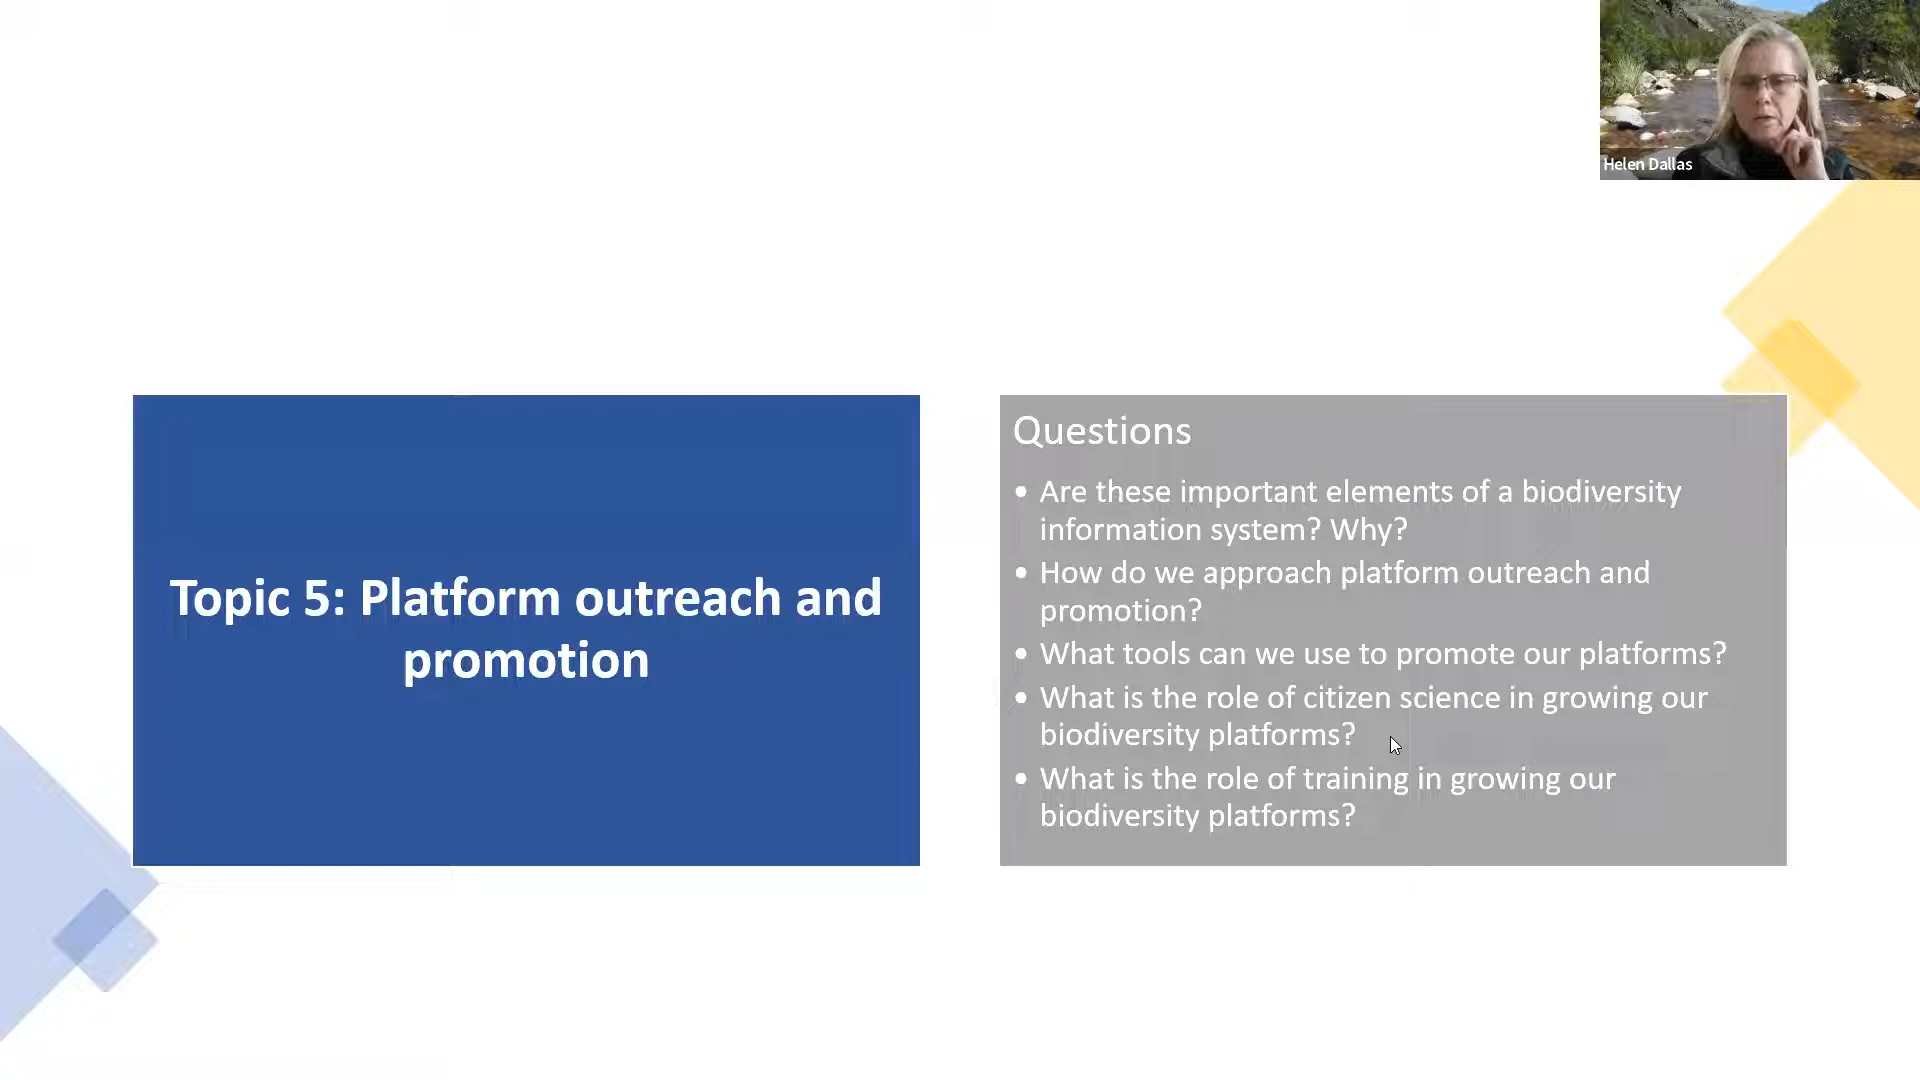 Helen Dallas
Topic 5: Platform outreach and
promotion
Questions
• Are these important elements of a biodiversity
information system? Why?
• How do we approach platform outreach and
promotion?
• What tools can we use to promote our platforms?
• What is the role of citizen science in growing our
biodiversity platforms?
• What is the role of training in growing our
biodiversity platforms?